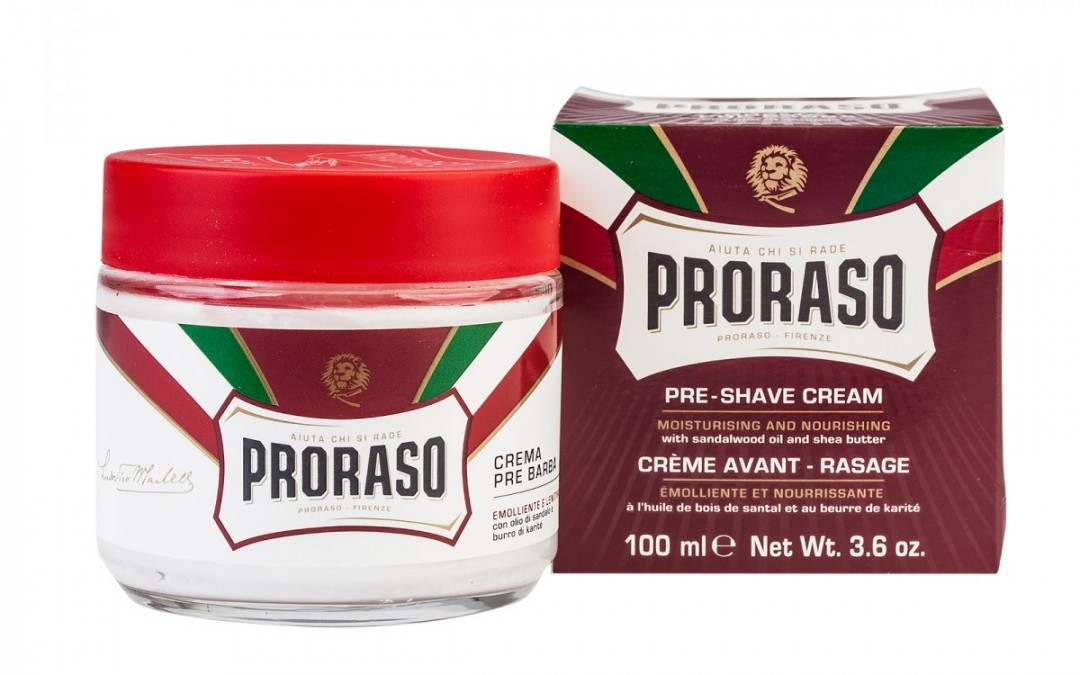 AIUTA CHI SI RADE
PRORASO
PRORASO - FIRENZE
CREMA
PRE BARBA
EMOLLIENTE E
con olio di sandalo e
burro di karité
PRORASO
AIUTA CHI SI RADE
PRORASO
PRORASO - FIRENZE
PRE-SHAVE CREAM
MOISTURISING AND NOURISHING
with sandalwood oil and shea butter
CRÈME AVANT - RASAGE
ÉMOLLIENTE ET NOURRISSANTE
à l'huile de bois de santal et au beurre de karité
100 ml ℮ Net Wt. 3.6 oz.